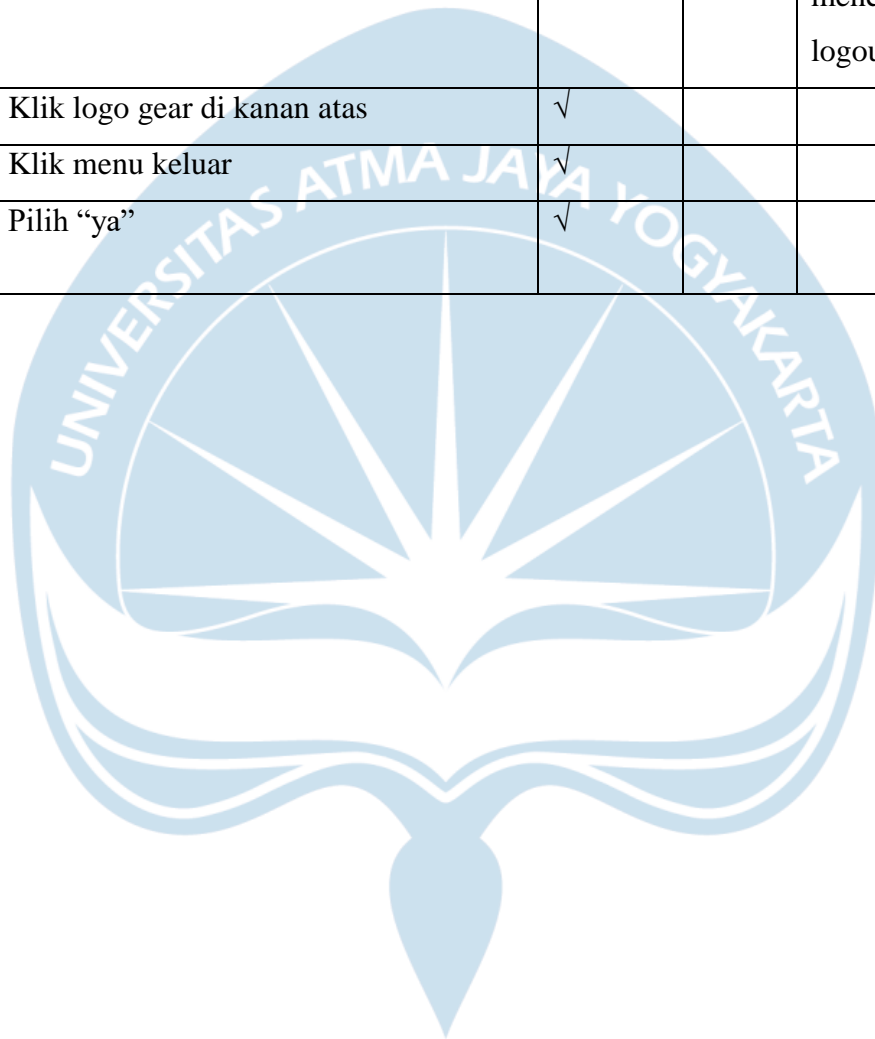 Klik logo gear di kanan atas √
Klik menu keluar √
Pilih “ya” √
UNIVERSITAS ATMA JAYA YOGYAKARTA